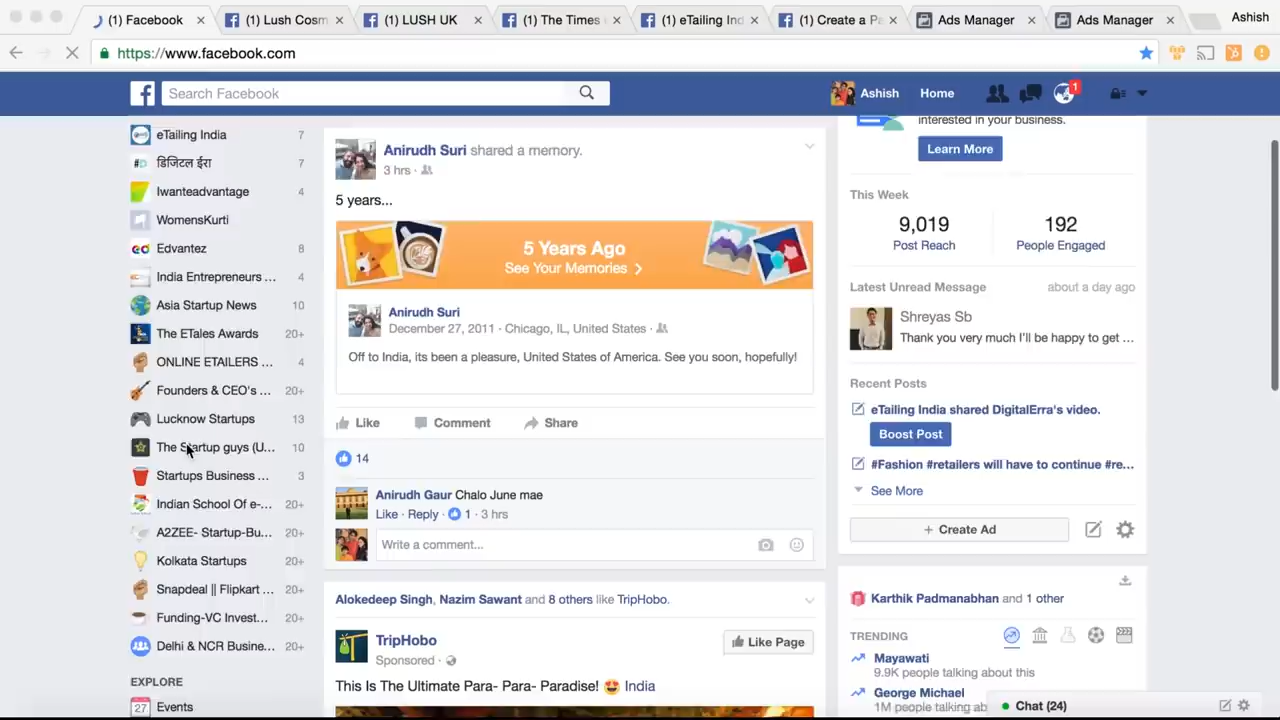 (1) Facebook
(1) Lush Cosm
(1) LUSH UK
(1) The Times
(1) eTailing Ind
(1) Create a Pa
Ads Manager
Ads Manager
Ashish
https://www.facebook.com
Search Facebook
Ashish
Home
1
eTailing India 7
डिजिटल ईरा 7
Iwanteadvantage 4
WomensKurti
Edvantez 8
India Entrepreneurs ... 4
Asia Startup News 10
The ETales Awards 20+
ONLINE ETAILERS ... 4
Founders & CEO's ... 20+
Lucknow Startups 13
The Startup guys (U... 10
Startups Business ... 3
Indian School Of e-... 20+
A2ZEE- Startup-Bu... 20+
Kolkata Startups 20+
Snapdeal || Flipkart ... 20+
Funding-VC Invest... 20+
Delhi & NCR Busine... 20+
EXPLORE
27 Events
Anirudh Suri shared a memory.
3 hrs ·
5 years...
5 Years Ago
See Your Memories
Anirudh Suri
December 27, 2011 · Chicago, IL, United States ·
Off to India, its been a pleasure, United States of America. See you soon, hopefully!
Like Comment Share
14
Anirudh Gaur Chalo June mae
Like · Reply · 1 · 3 hrs
Write a comment...
Alokedeep Singh, Nazim Sawant and 8 others like TripHobo.
TripHobo
Sponsored ·
Like Page
This Is The Ultimate Para- Para- Paradise! India
interested in your business.
Learn More
This Week
9,019 192
Post Reach People Engaged
Latest Unread Message about a day ago
Shreyas Sb
Thank you very much I'll be happy to get ...
Recent Posts
eTailing India shared DigitalErra's video.
Boost Post
#Fashion #retailers will have to continue #re...
See More
+ Create Ad
Karthik Padmanabhan and 1 other
TRENDING
Mayawati
9.9K people talking about this
George Michael
1M people talking ab
Chat (24)